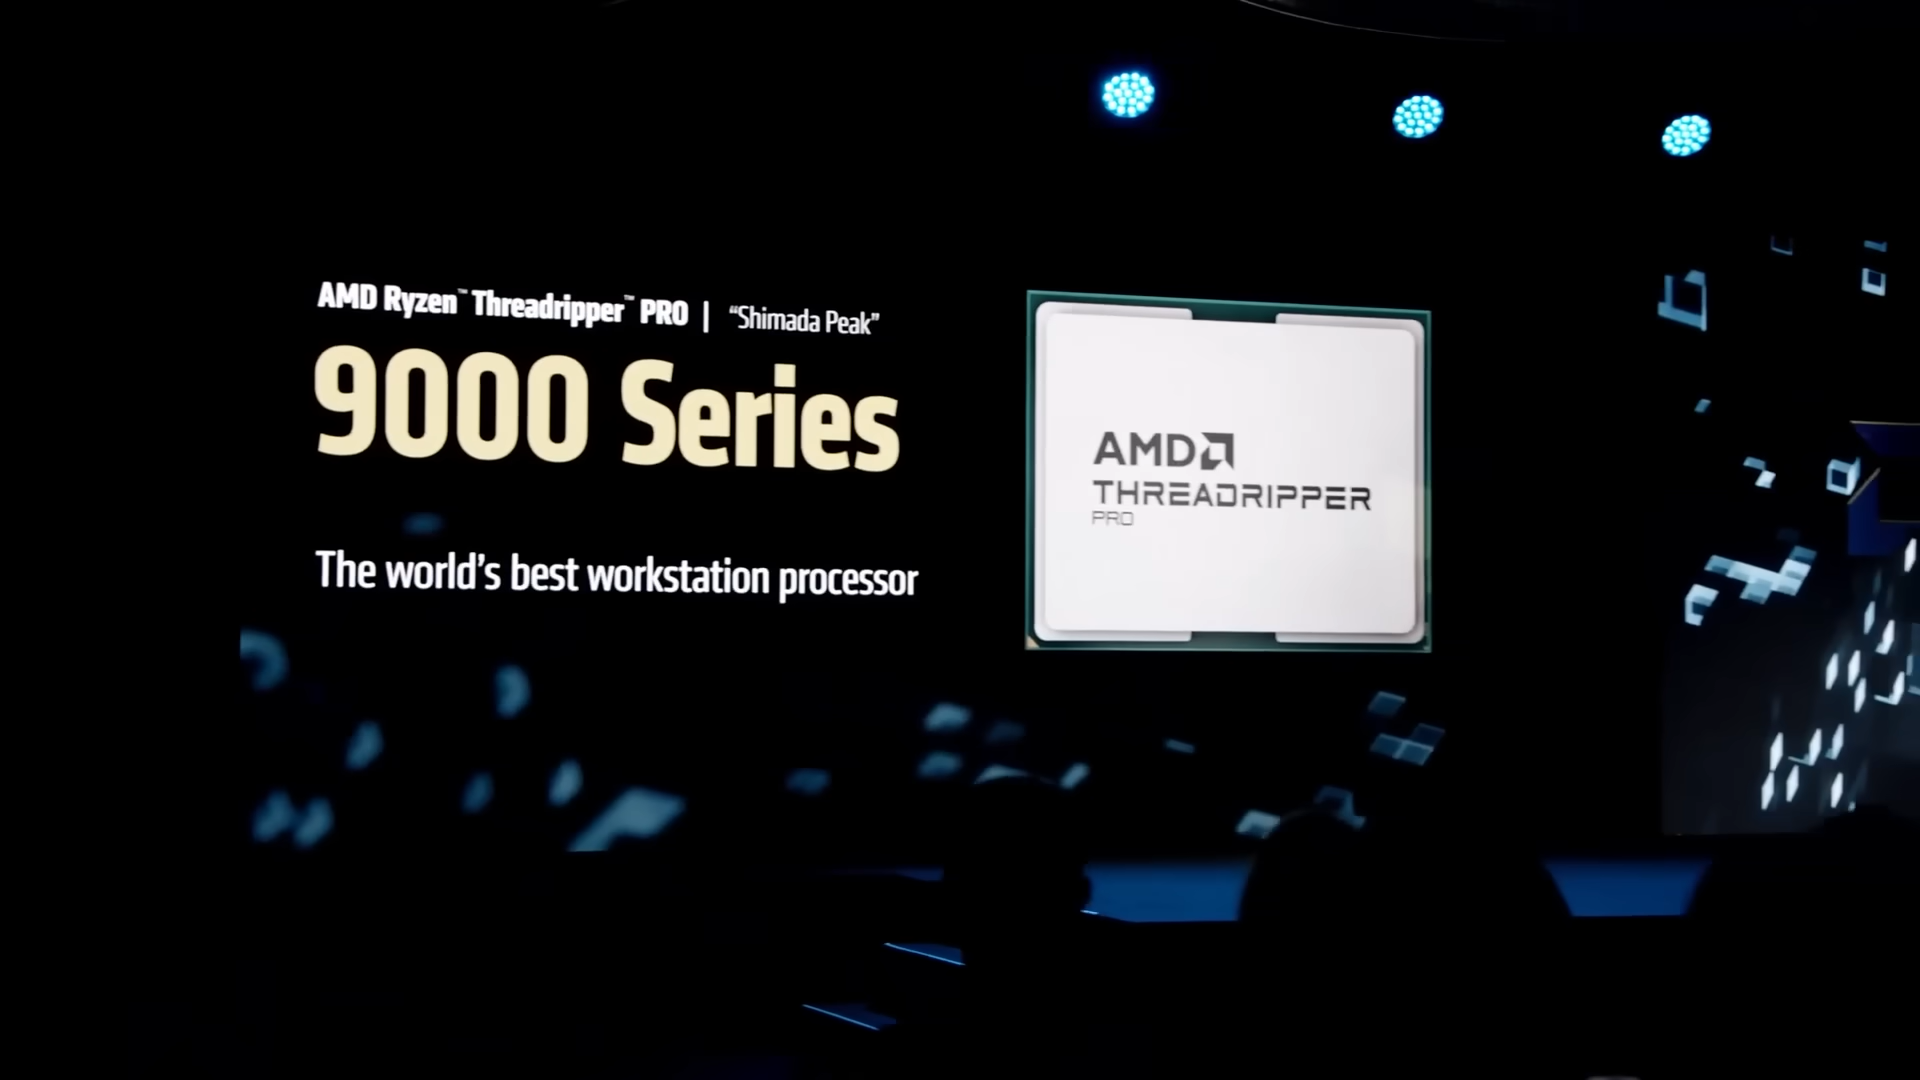 AMD Ryzen™ Threadripper™ PRO | “Shimada Peak”
9000 Series
The world’s best workstation processor
AMD
THREADRIPPER
PRO